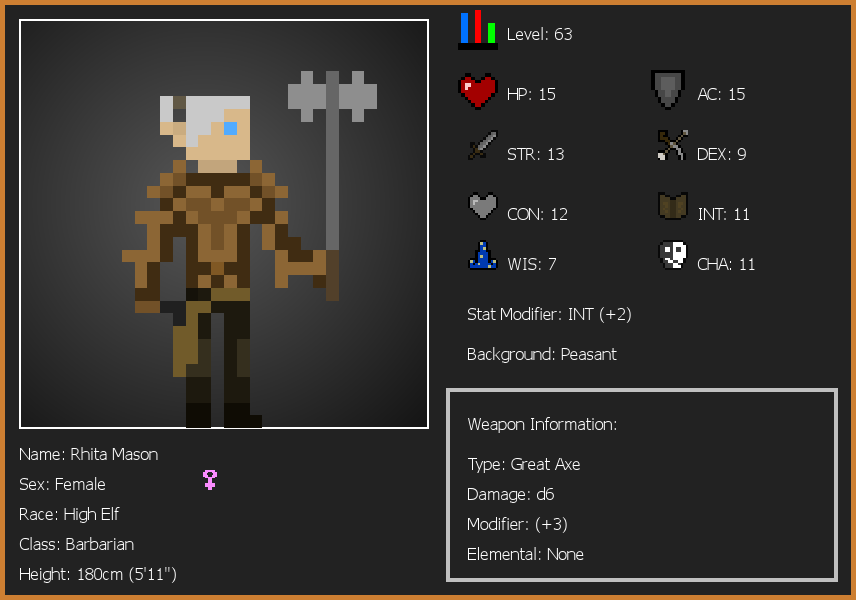 Level: 63
HP: 15
AC: 15
STR: 13
DEX: 9
CON: 12
INT: 11
WIS: 7
CHA: 11
Stat Modifier: INT (+2)
Background: Peasant
Weapon Information:
Type: Great Axe
Damage: d6
Modifier: (+3)
Elemental: None
Name: Rhita Mason
Sex: Female
Race: High Elf
Class: Barbarian
Height: 180cm (5'11")